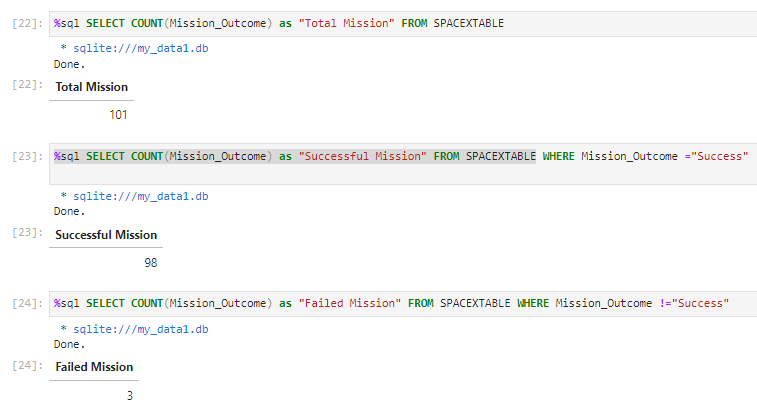 [22]: %sql SELECT COUNT(Mission_Outcome) as "Total Mission" FROM SPACEXTABLE
* sqlite:///my_data1.db
Done.
[22]: Total Mission
101
[23]: %sql SELECT COUNT(Mission_Outcome) as "Successful Mission" FROM SPACEXTABLE WHERE Mission_Outcome ="Success"
* sqlite:///my_data1.db
Done.
[23]: Successful Mission
98
[24]: %sql SELECT COUNT(Mission_Outcome) as "Failed Mission" FROM SPACEXTABLE WHERE Mission_Outcome !="Success"
* sqlite:///my_data1.db
Done.
[24]: Failed Mission
3